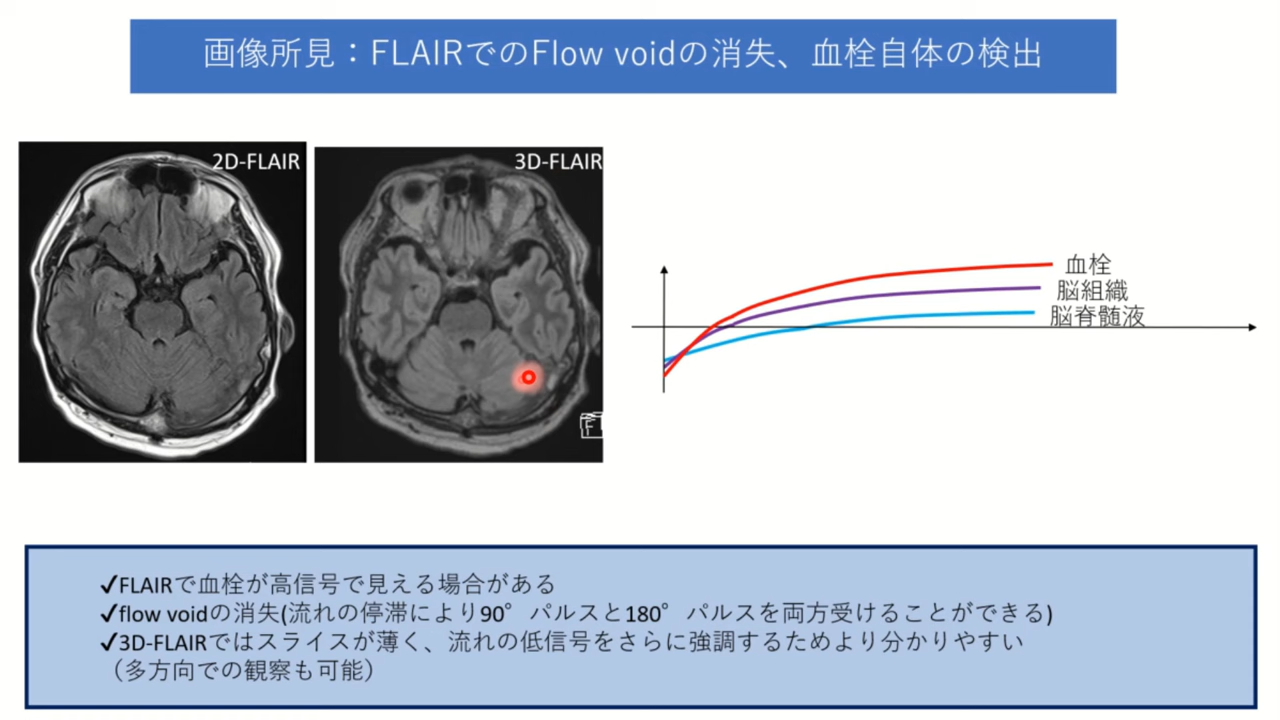 画像所見：FLAIRでのFlow voidの消失、血栓自体の検出
2D-FLAIR
3D-FLAIR
F
血栓
脳組織
脳脊髄液
✓FLAIRで血栓が高信号で見える場合がある
✓flow voidの消失(流れの停滞により90°パルスと180°パルスを両方受けることができる)
✓3D-FLAIRではスライスが薄く、流れの低信号をさらに強調するためより分かりやすい
（多方向での観察も可能）